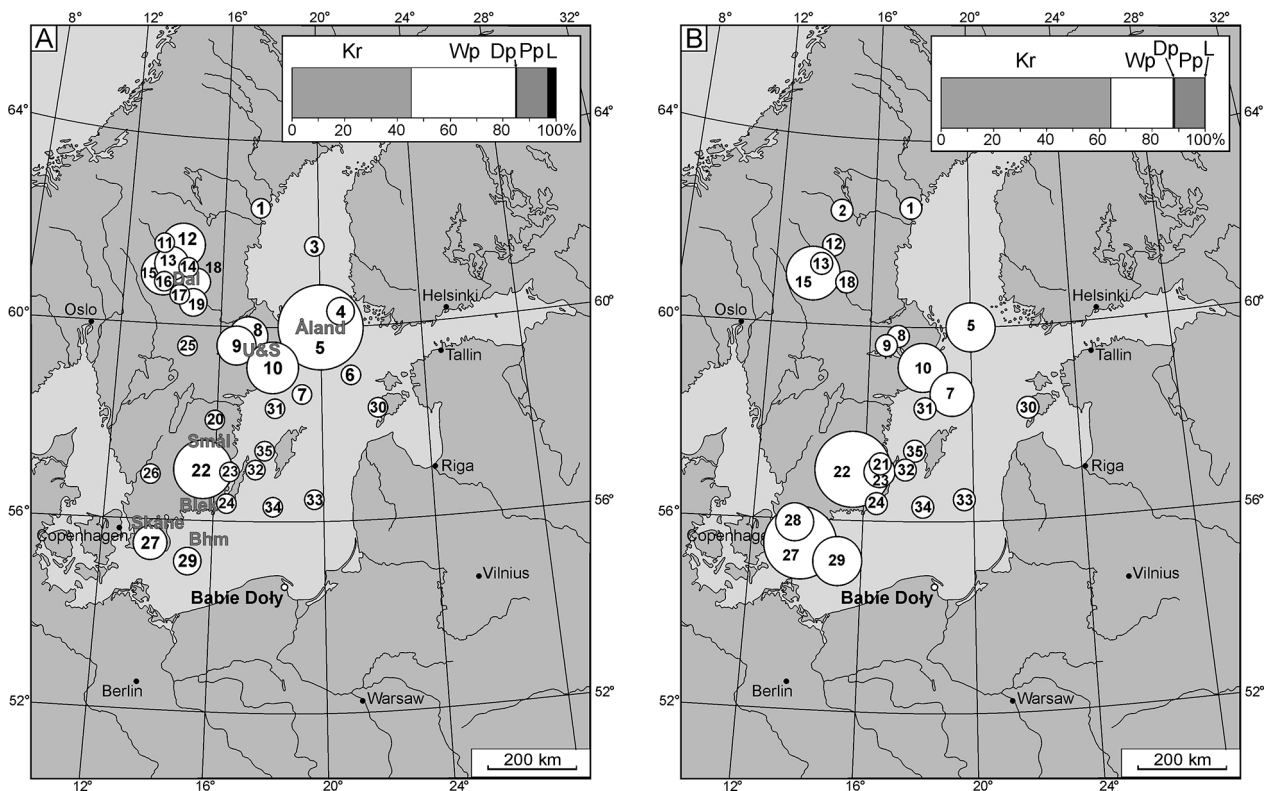 8° 12° 16° 20° 24° 28° 32°
A
Kr Wp Dp Pp L
0 20 40 60 80 100%
64° 64°
1
3
11 12
13
15 14 18
16 Dal
17
19
60° 60°
Oslo
Helsinki
4
Åland
5
8
9 U&S
10
25
Tallin
6
7
31
30
20
Smål
35
22 23 32
26
Riga
Blek 24
34 33
56° 56°
Skåne
Copenhagen
27
Bhm
29
Babie Doły
Vilnius
Berlin
Warsaw
52° 52°
200 km
12° 16° 20° 24°
8° 12° 16° 20° 24° 28° 32°
B
Kr Wp Dp Pp L
0 20 40 60 80 100%
64° 64°
2 1
12
13
15 18
60° 60°
Oslo
Helsinki
5
8
9
10
Tallin
7
31
30
35
21
22 32
23
24
Riga
34 33
56° 56°
28
Copenhage
27
29
Babie Doły
Vilnius
Berlin
Warsaw
52° 52°
200 km
12° 16° 20° 24°